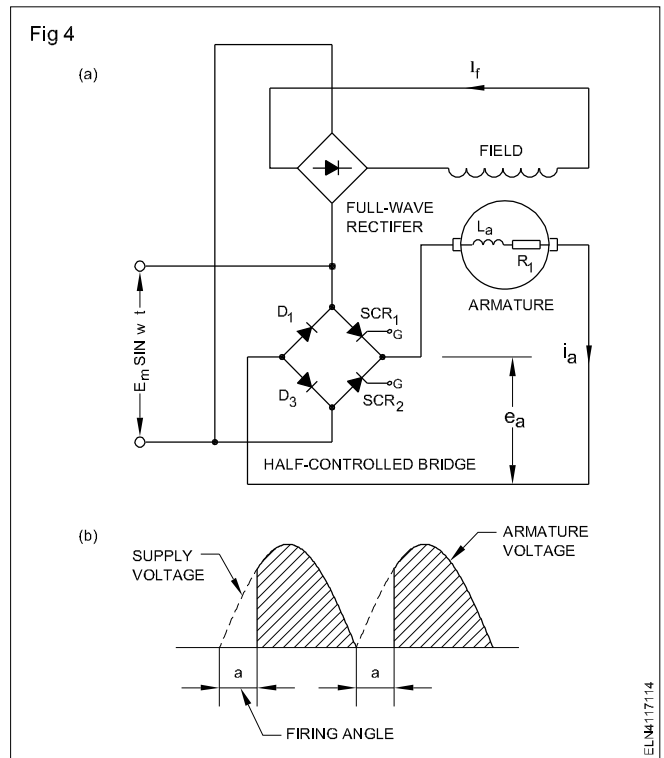 Fig 4
(a)
I_f
FIELD
FULL-WAVE
RECTIFER
L_a
R_1
ARMATURE
E_m SIN w t
D_1
SCR_1
G
D_3
G
SCR_2
i_a
e_a
HALF-CONTROLLED BRIDGE
(b)
SUPPLY
VOLTAGE
ARMATURE
VOLTAGE
a
a
FIRING ANGLE
ELN4117114